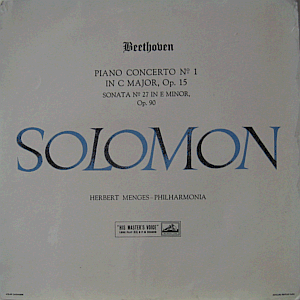 Beethoven
PIANO CONCERTO Nº 1
IN C MAJOR, Op. 15
SONATA Nº 27 IN E MINOR,
Op. 90
SOLOMON
HERBERT MENGES · PHILHARMONIA
"HIS MASTER'S VOICE"